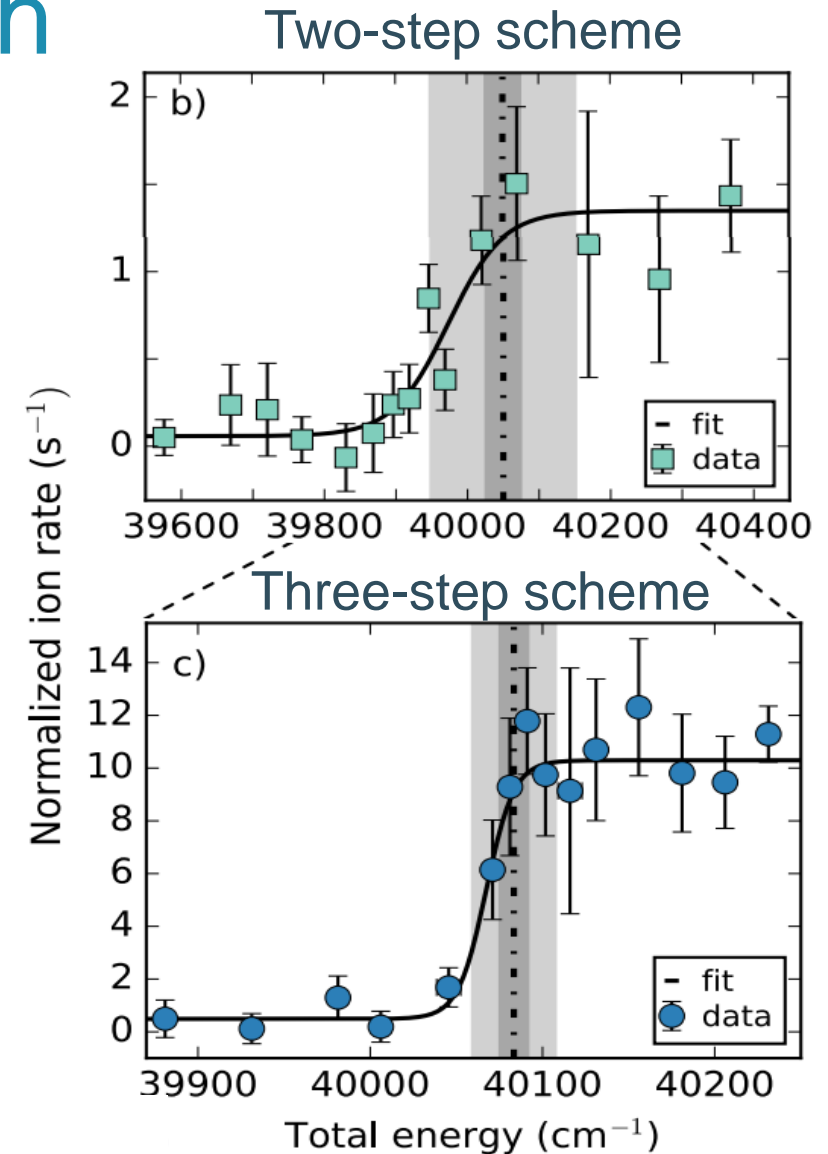 n
Two-step scheme
b)
2
1
0
fit
data
39600 39800 40000 40200 40400
Normalized ion rate (s⁻¹)
Three-step scheme
c)
14
12
10
8
6
4
2
0
fit
data
39900 40000 40100 40200
Total energy (cm⁻¹)